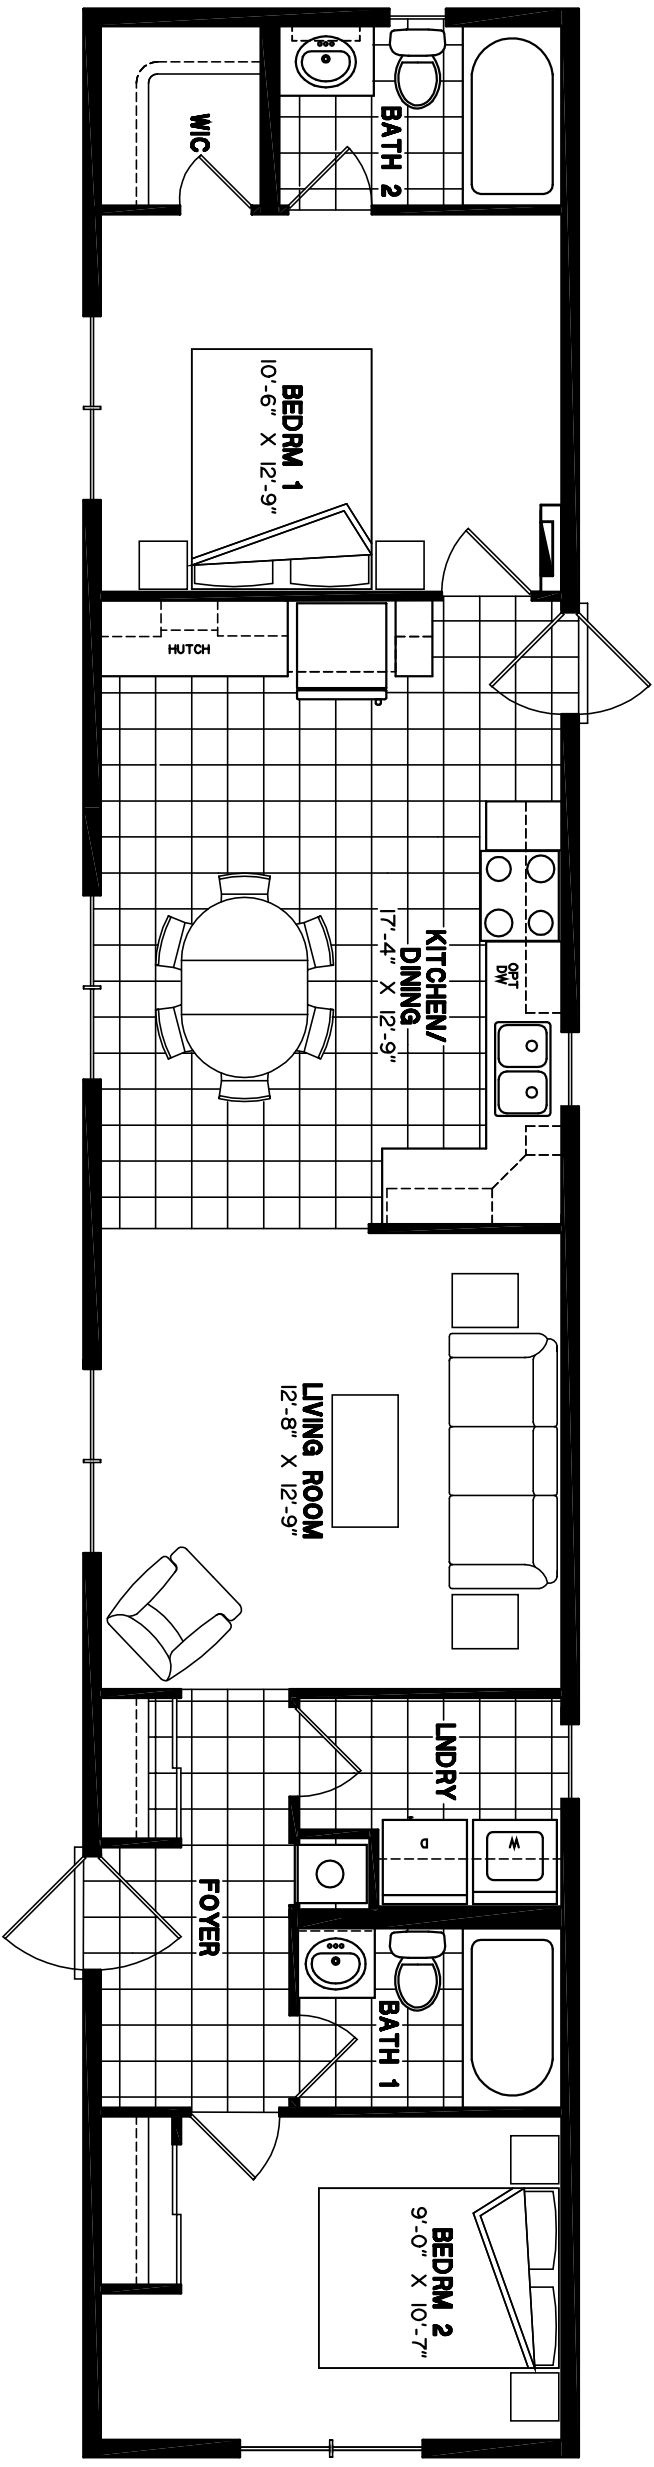 WIC
BATH 2
BEDRM 1
10'-6" X 12'-9"
HUTCH
KITCHEN/
DINING
17'-4" X 12'-9"
OPT
DW
LIVING ROOM
12'-8" X 12'-9"
LNDRY
D
W
FOYER
BATH 1
BEDRM 2
9'-0" X 10'-7"